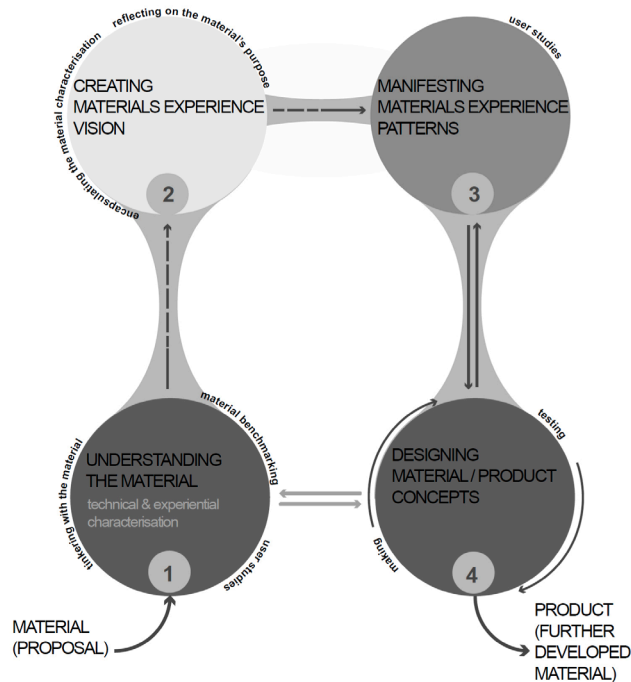 reflecting on the material's purpose
encapsulating the material characterisation
CREATING
MATERIALS EXPERIENCE
VISION
2
user studies
MANIFESTING
MATERIALS EXPERIENCE
PATTERNS
3
tinkering with the material
material benchmarking
user studies
UNDERSTANDING
THE MATERIAL
technical & experiential
characterisation
1
testing
making
DESIGNING
MATERIAL / PRODUCT
CONCEPTS
4
MATERIAL
(PROPOSAL)
PRODUCT
(FURTHER
DEVELOPED
MATERIAL)